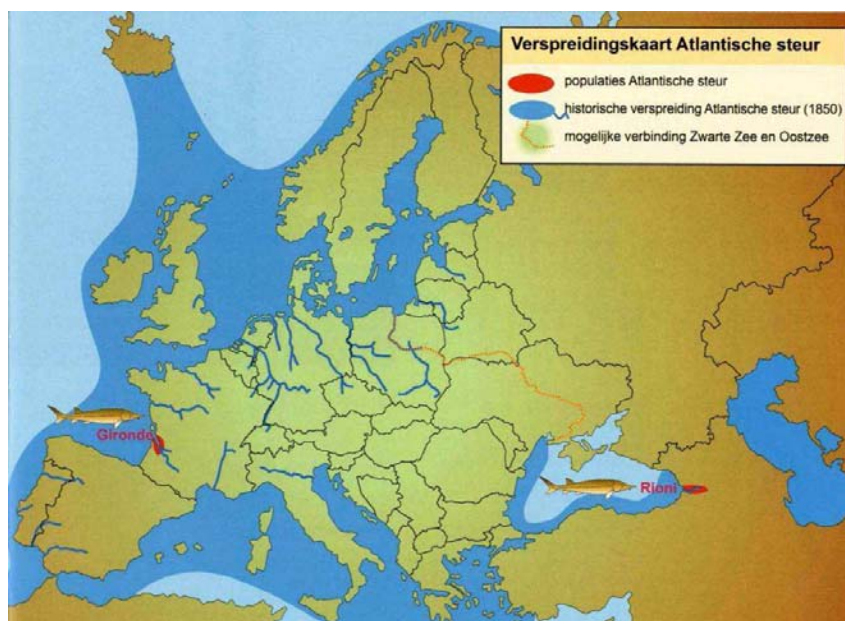 Verspreidingskaart Atlantische steur
populaties Atlantische steur
historische verspreiding Atlantische steur (1850)
mogelijke verbinding Zwarte Zee en Oostzee
Gironde
Rioni